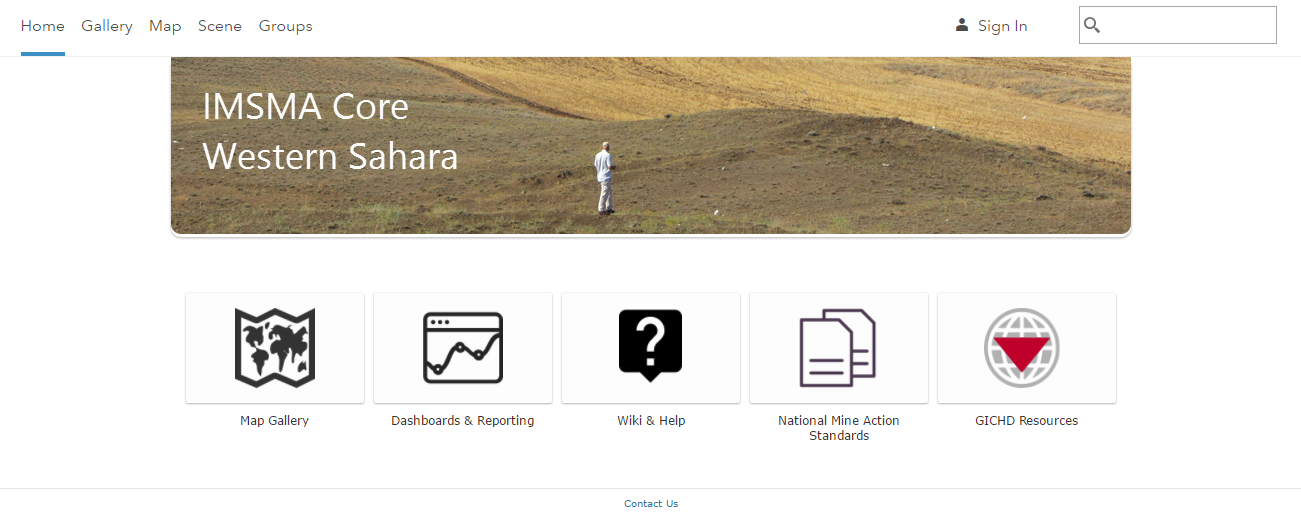 Home Gallery Map Scene Groups Sign In
IMSMA Core
Western Sahara
Map Gallery
Dashboards & Reporting
Wiki & Help
National Mine Action
Standards
GICHD Resources
Contact Us